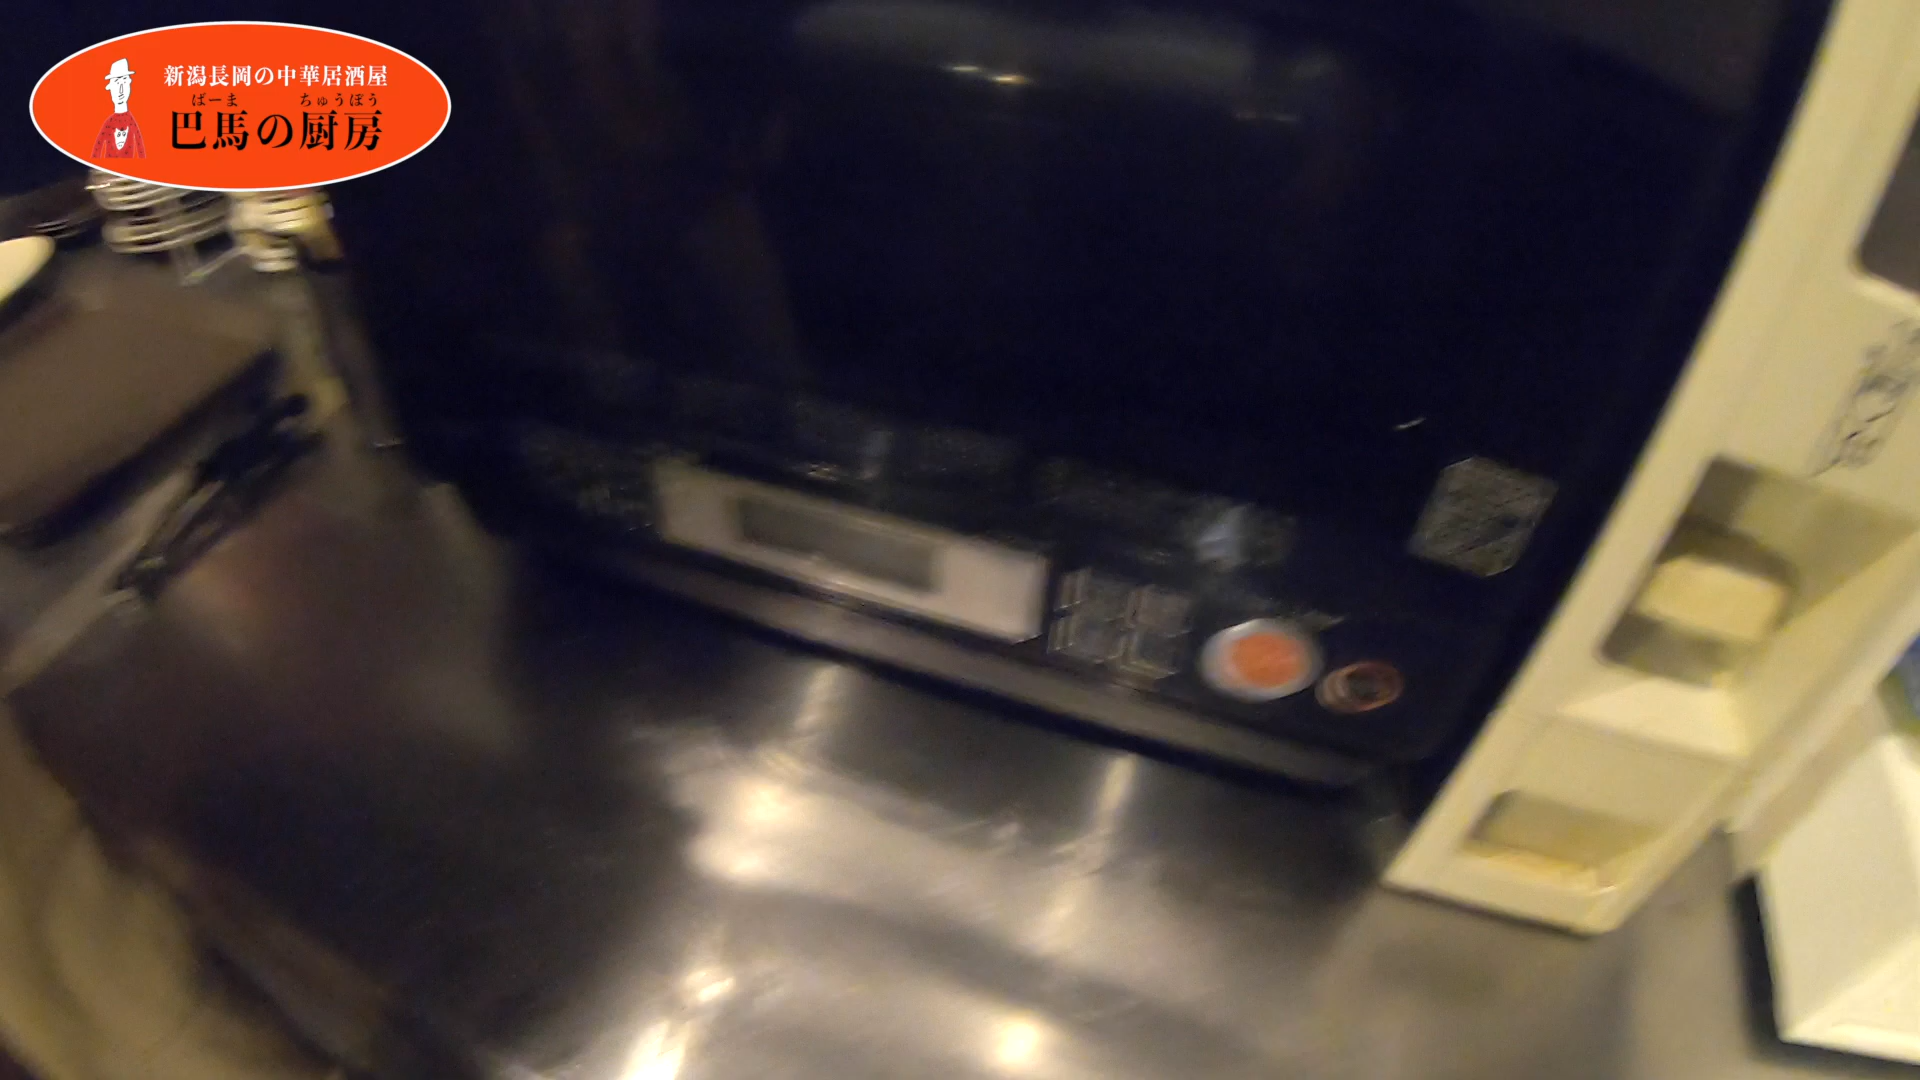 新潟長岡の中華居酒屋
ばーま ちゅうぼう
巴馬の厨房